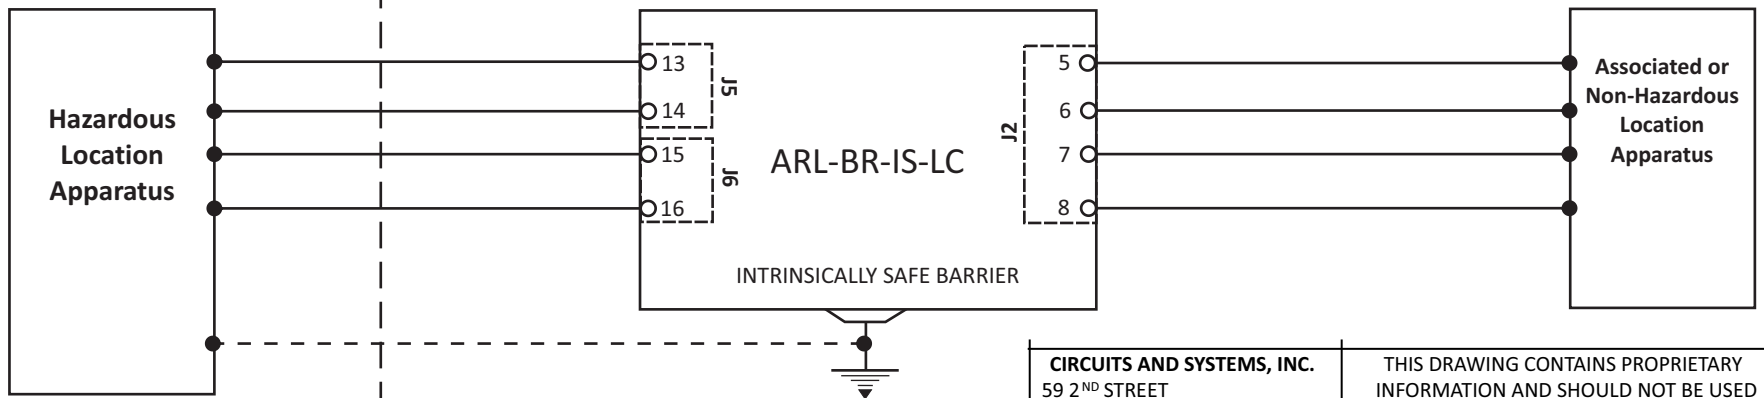 Hazardous
Location
Apparatus
13
14
J5
15
16
J6
ARL-BR-IS-LC
INTRINSICALLY SAFE BARRIER
5
6
7
8
J2
Associated or
Non-Hazardous
Location
Apparatus
CIRCUITS AND SYSTEMS, INC.
59 2ND STREET
THIS DRAWING CONTAINS PROPRIETARY
INFORMATION AND SHOULD NOT BE USED